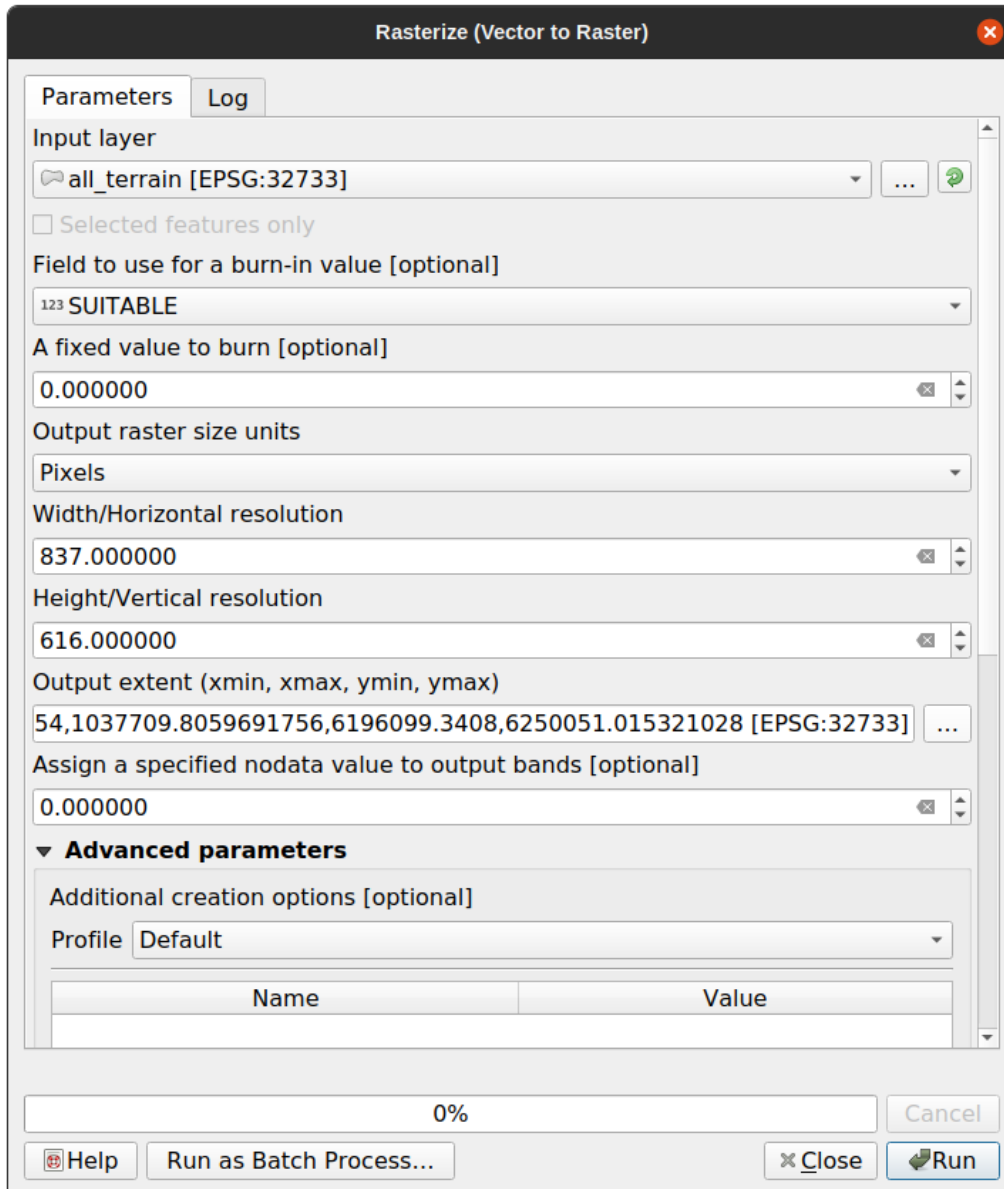 Rasterize (Vector to Raster)
Parameters Log
Input layer
all_terrain [EPSG:32733] ...
Selected features only
Field to use for a burn-in value [optional]
123 SUITABLE
A fixed value to burn [optional]
0.000000
Output raster size units
Pixels
Width/Horizontal resolution
837.000000
Height/Vertical resolution
616.000000
Output extent (xmin, xmax, ymin, ymax)
54,1037709.8059691756,6196099.3408,6250051.015321028 [EPSG:32733] ...
Assign a specified nodata value to output bands [optional]
0.000000
Advanced parameters
Additional creation options [optional]
Profile Default
Name Value
0% Cancel
Help Run as Batch Process... Close Run